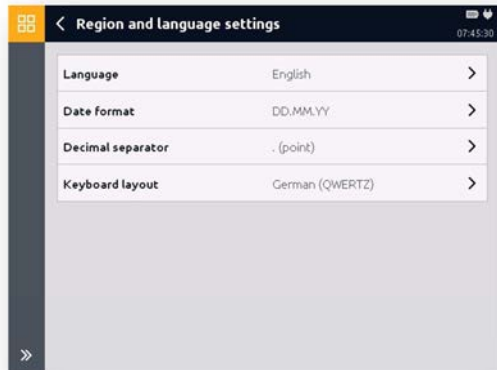 Region and language settings
07:45:30
Language English
Date format DD.MM.YY
Decimal separator . (point)
Keyboard layout German (QWERTZ)